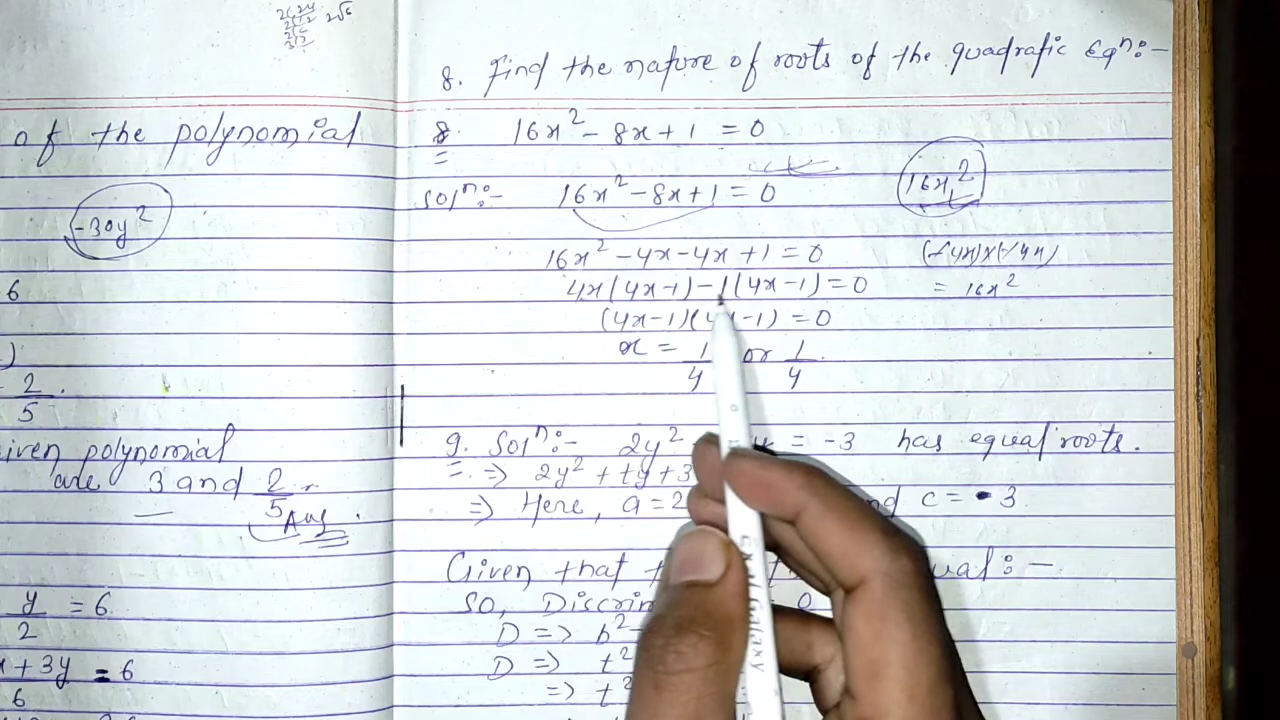 of the polynomial
-30y²
6
)
2/5 .
iven polynomial
are 3 and 2/5
Ans
y/2 = 6
x + 3y/6 = 6
8. Find the nature of roots of the quadratic Eqⁿ:-
8. 16x² - 8x + 1 = 0
Solⁿ:- 16x² - 8x + 1 = 0
16x²
16x² - 4x - 4x + 1 = 0
(-4x)x(-4x)
4x(4x-1) - 1(4x-1) = 0
= 16x²
(4x-1)(4x-1) = 0
x = 1/4 or 1/4
9. Solⁿ:- 2y² = -3 has equal roots.
=> 2y² + ty + 3
=> Here, a = 2 and c = 3
Given that
SO,
D => b² -
D => t²
=> t²